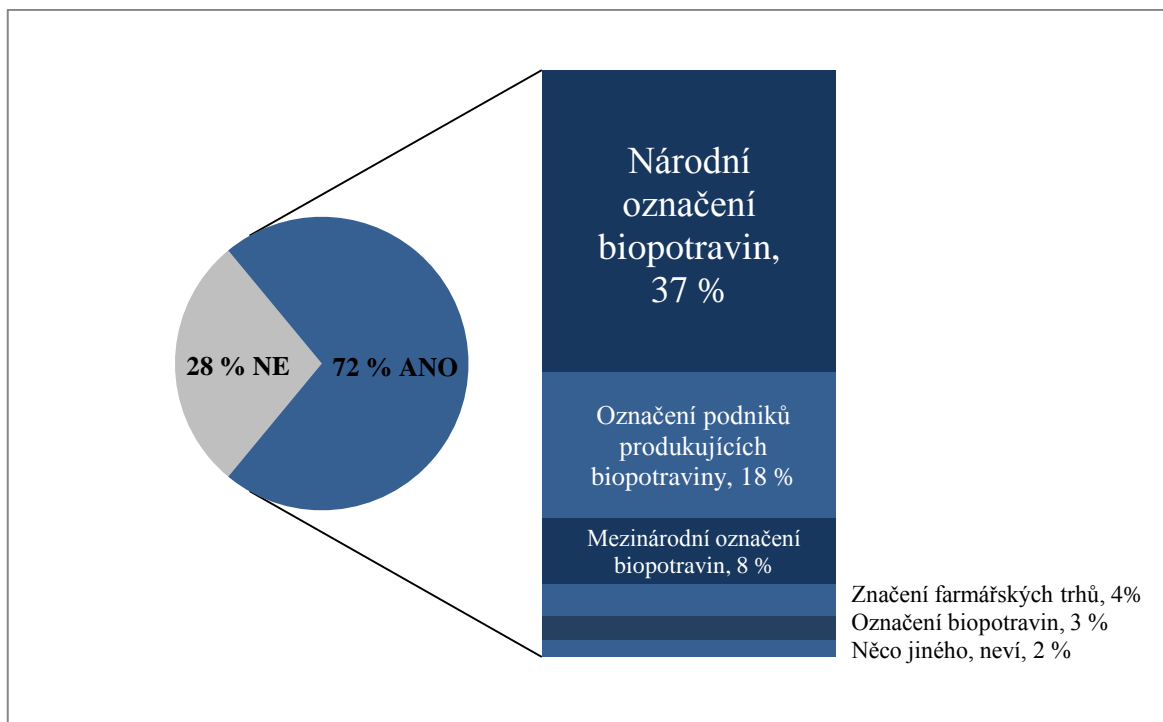 28 % NE
72 % ANO
Národní
označení
biopotravin,
37 %
Označení podniků
produkujících
biopotraviny, 18 %
Mezinárodní označení
biopotravin, 8 %
Značení farmářských trhů, 4%
Označení biopotravin, 3 %
Něco jiného, neví, 2 %